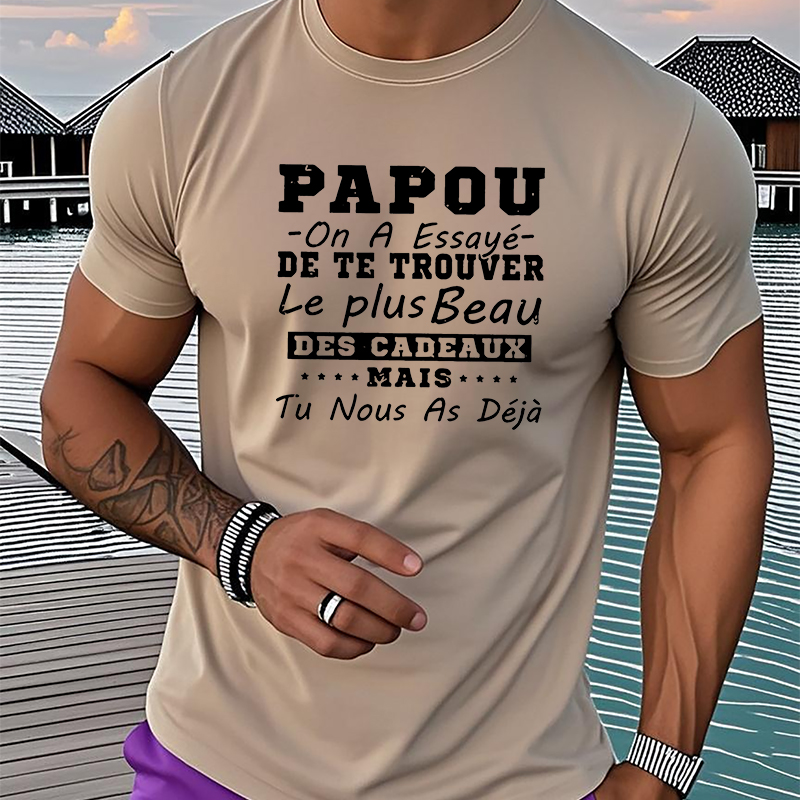 PAPOU
-On A Essayé-
DE TE TROUVER
Le plus Beau
DES CADEAUX
MAIS
Tu Nous As Déjà